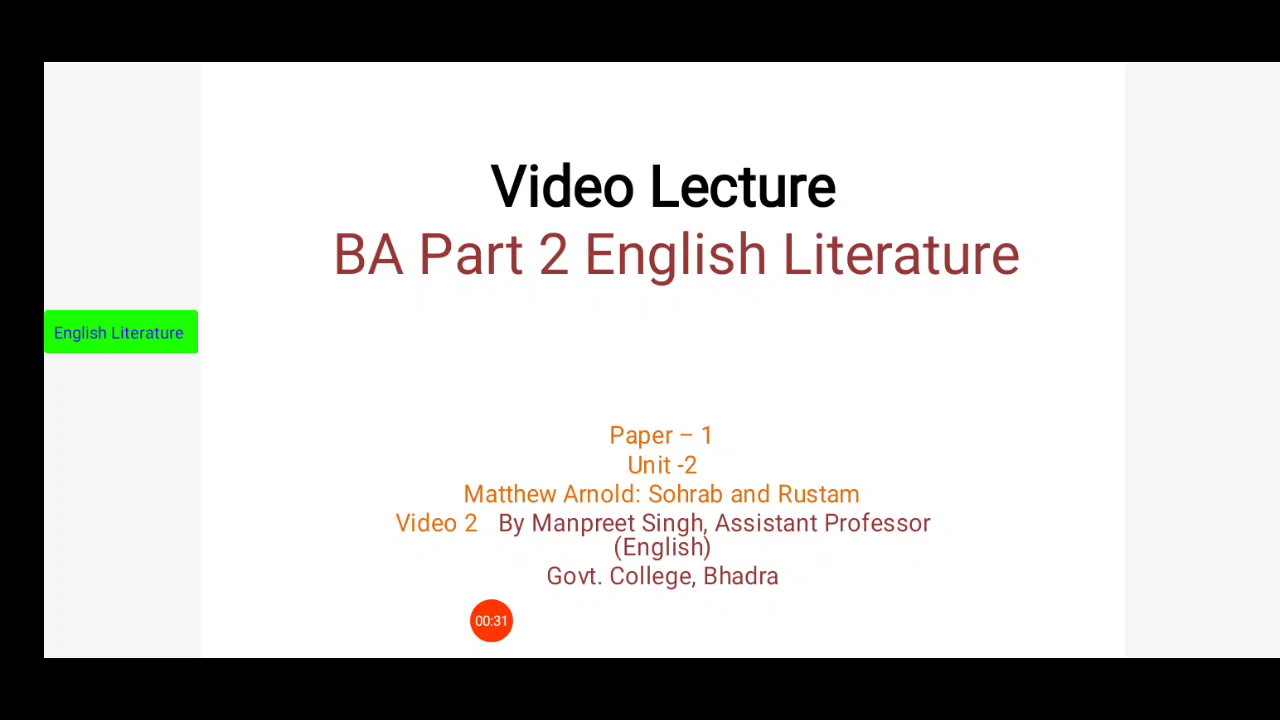 Video Lecture
BA Part 2 English Literature
English Literature
Paper – 1
Unit -2
Matthew Arnold: Sohrab and Rustam
Video 2 By Manpreet Singh, Assistant Professor
(English)
Govt. College, Bhadra
00:31